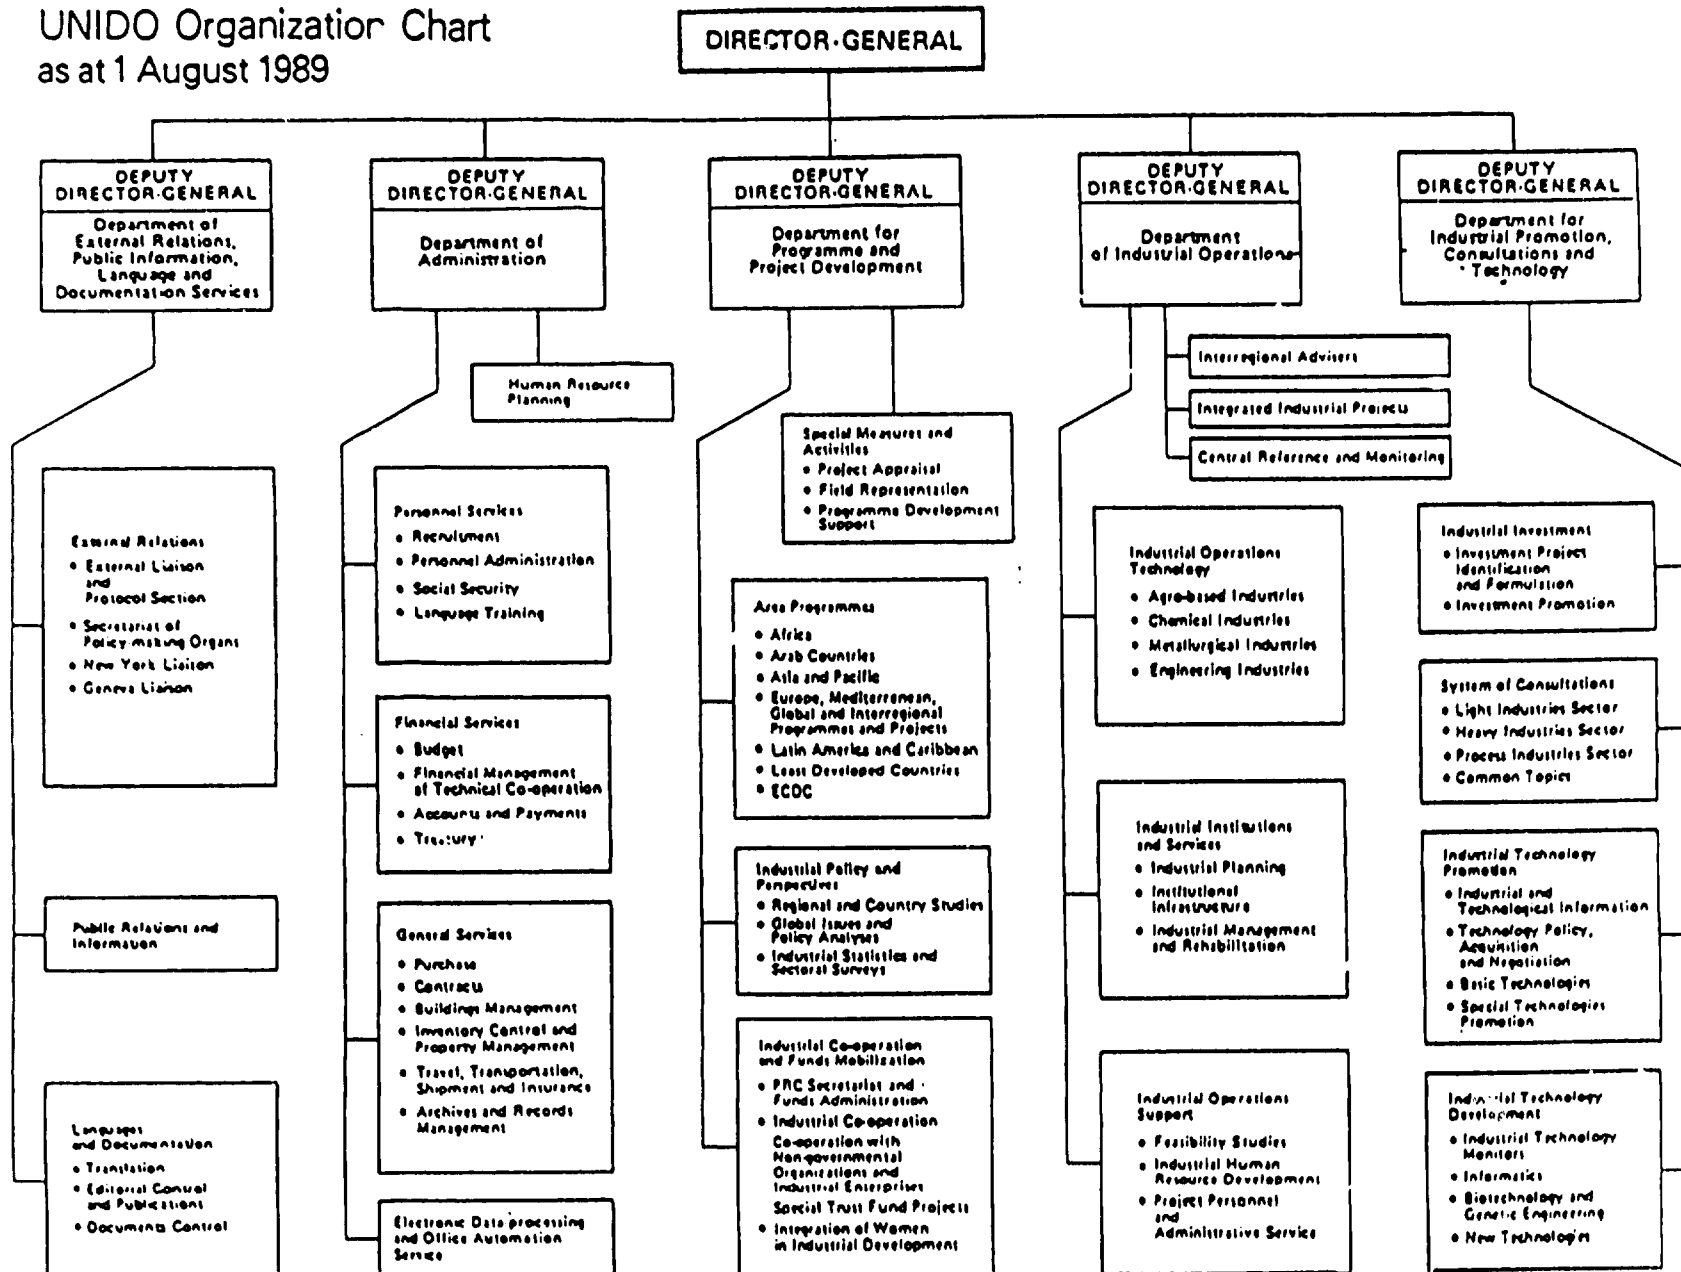 UNIDO Organization Chart
as at 1 August 1989
DIRECTOR-GENERAL
DEPUTY
DIRECTOR-GENERAL
Department of
External Relations,
Public Information,
Language and
Documentation Services
DEPUTY
DIRECTOR-GENERAL
Department of
Administration
DEPUTY
DIRECTOR-GENERAL
Department for
Programme and
Project Development
DEPUTY
DIRECTOR-GENERAL
Department
of Industrial Operations
DEPUTY
DIRECTOR-GENERAL
Department for
Industrial Promotion,
Consultations and
Technology
External Relations
• External Liaison
and
Protocol Section
• Secretariat of
Policy-making Organs
• New York Liaison
• Geneva Liaison
Public Relations and
Information
Languages
and Documentation
• Translation
• Editorial Control
and Publications
• Documents Control
Human Resource
Planning
Personnel Services
• Recruitment
• Personnel Administration
• Social Security
• Language Training
Financial Services
• Budget
• Financial Management
of Technical Co-operation
• Accounts and Payments
• Treasury
General Services
• Purchase
• Contracts
• Buildings Management
• Inventory Control and
Property Management
• Travel, Transportation,
Shipment and Insurance
• Archives and Records
Management
Electronic Data-processing
and Office Automation
Service
Special Measures and
Activities
• Project Appraisal
• Field Representation
• Programme Development
Support
Area Programmes
• Africa
• Arab Countries
• Asia and Pacific
• Europe, Mediterranean,
Global and Interregional
Programmes and Projects
• Latin America and Caribbean
• Least Developed Countries
• ECDC
Industrial Policy and
Perspectives
• Regional and Country Studies
• Global Issues and
Policy Analyses
• Industrial Statistics and
Sectoral Surveys
Industrial Co-operation
and Funds Mobilization
• PRC Secretariat and
Funds Administration
• Industrial Co-operation
Co-operation with
Non-governmental
Organizations and
Industrial Enterprises
Special Trust Fund Projects
• Integration of Women
in Industrial Development
Interregional Advisers
Integrated Industrial Projects
Central Reference and Monitoring
Industrial Operations
Technology
• Agro-based Industries
• Chemical Industries
• Metallurgical Industries
• Engineering Industries
Industrial Institutions
and Services
• Industrial Planning
• Institutional
Infrastructure
• Industrial Management
and Rehabilitation
Industrial Operations
Support
• Feasibility Studies
• Industrial Human
Resource Development
• Project Personnel
and
Administrative Service
Industrial Investment
• Investment Project
Identification
and Formulation
• Investment Promotion
System of Consultations
• Light Industries Sector
• Heavy Industries Sector
• Process Industries Sector
• Common Topics
Industrial Technology
Promotion
• Industrial and
Technological Information
• Technology Policy,
Acquisition
and Negotiation
• Basic Technologies
• Special Technologies
Promotion
Industrial Technology
Development
• Industrial Technology
Monitors
• Informatics
• Biotechnology and
Genetic Engineering
• New Technologies